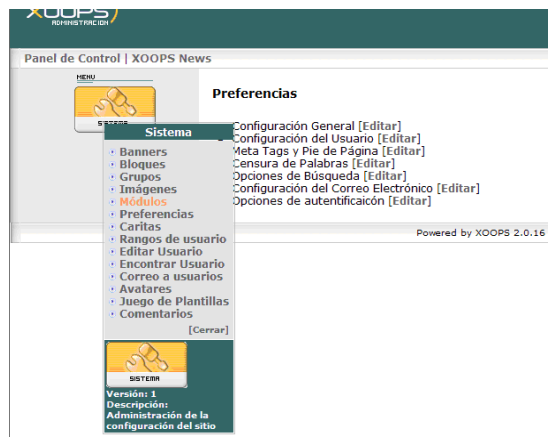 XOOPS
ADMINISTRACION
Panel de Control | XOOPS News
MENU
SISTEMA
Preferencias
Configuración General [Editar]
Configuración del Usuario [Editar]
Meta Tags y Pie de Página [Editar]
Censura de Palabras [Editar]
Opciones de Búsqueda [Editar]
Configuración del Correo Electrónico [Editar]
Opciones de autentificaicón [Editar]
Powered by XOOPS 2.0.16
Sistema
Banners
Bloques
Grupos
Imágenes
Módulos
Preferencias
Caritas
Rangos de usuario
Editar Usuario
Encontrar Usuario
Correo a usuarios
Avatares
Juego de Plantillas
Comentarios
[Cerrar]
SISTEMA
Versión: 1
Descripción:
Administración de la
configuración del sitio